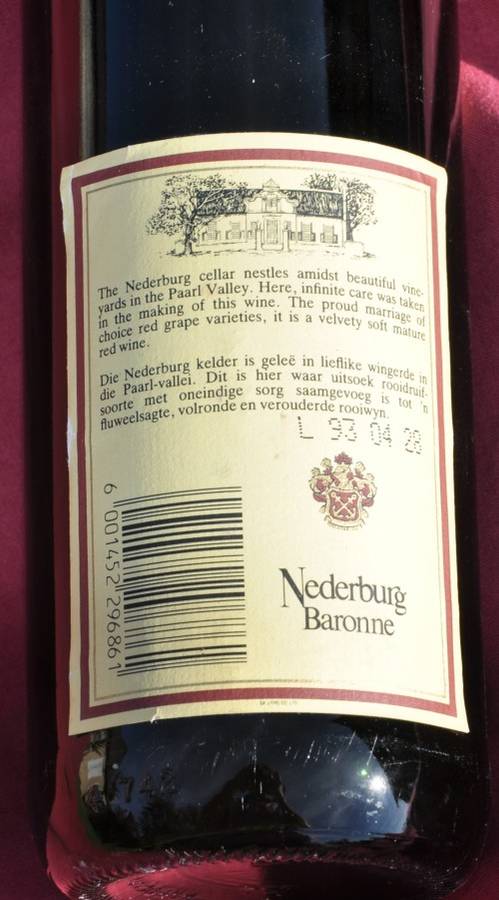 The Nederburg cellar nestles amidst beautiful vine-
yards in the Paarl Valley. Here, infinite care was taken
in the making of this wine. The proud marriage of
choice red grape varieties, it is a velvety soft mature
red wine.
Die Nederburg kelder is geleë in lieflike wingerde in
die Paarl-vallei. Dit is hier waar uitsoek rooidruif-
soorte met oneindige sorg saamgevoeg is tot 'n
fluweelsagte, volronde en verouderde rooiwyn.
L 93 04 28
6 001452 296861
Nederburg
Baronne